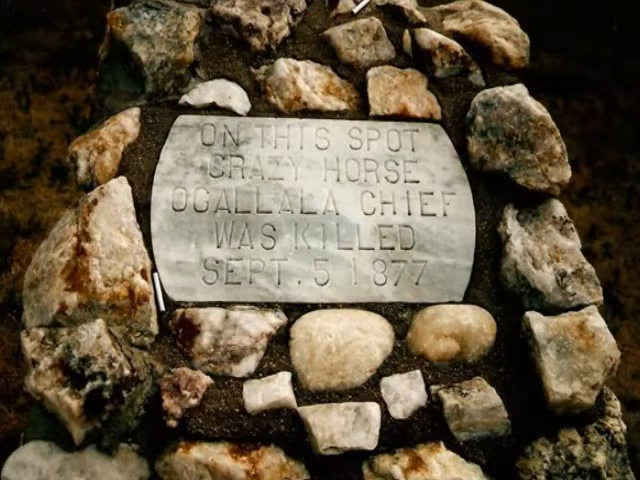 ON THIS SPOT
CRAZY HORSE
OGALLALA CHIEF
WAS KILLED
SEPT. 5 1877